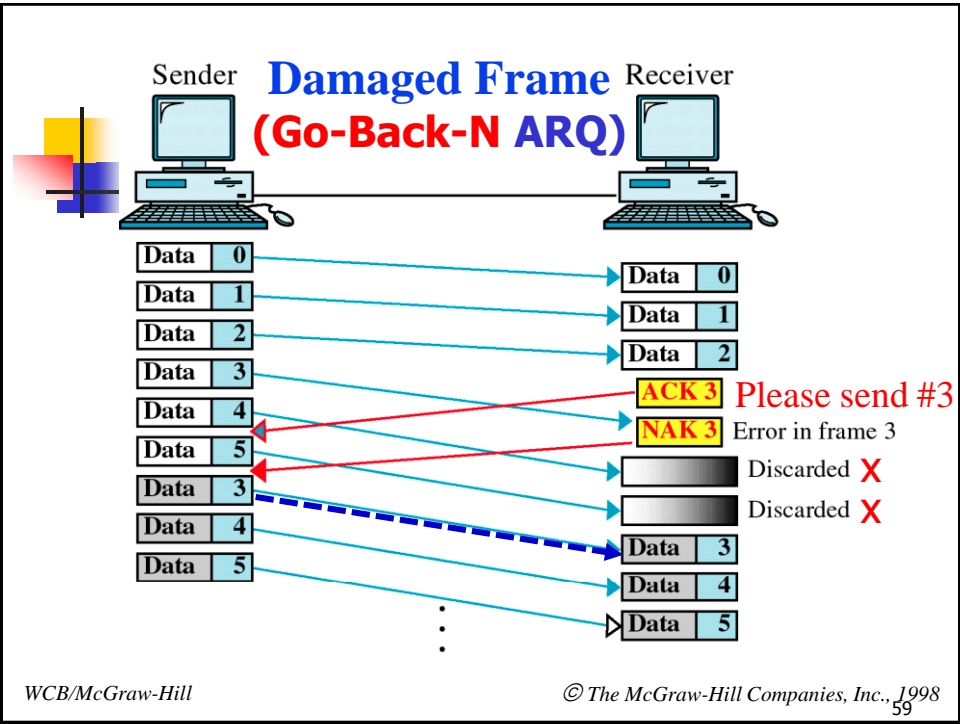 Sender
Damaged Frame
Receiver
(Go-Back-N ARQ)
Data 0
Data 1
Data 2
Data 3
Data 4
Data 5
Data 3
Data 4
Data 5
Data 0
Data 1
Data 2
ACK 3 Please send #3
NAK 3 Error in frame 3
Discarded X
Discarded X
Data 3
Data 4
Data 5
WCB/McGraw-Hill
© The McGraw-Hill Companies, Inc., 1998
59